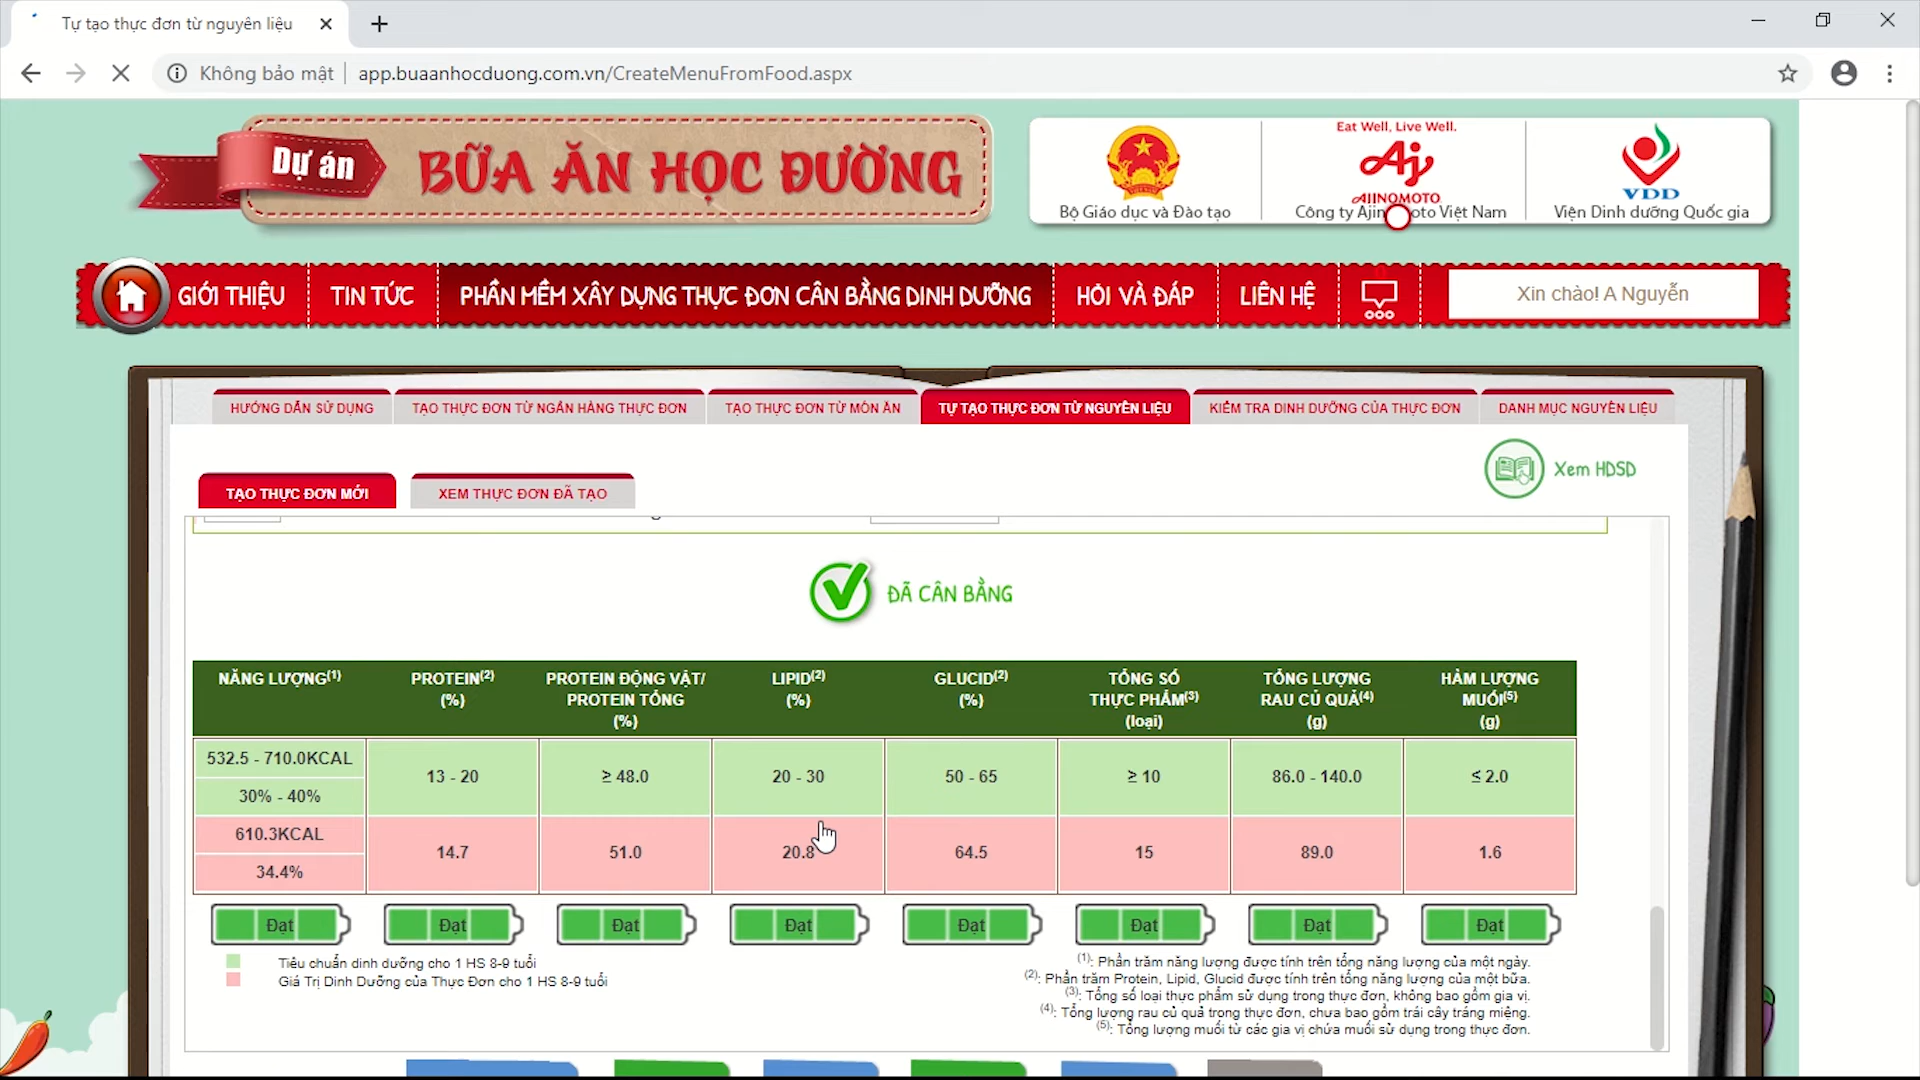 Tự tạo thực đơn từ nguyên liệu
Không bảo mật
app.buaanhocduong.com.vn/CreateMenuFromFood.aspx
Dự án
BỮA ĂN HỌC ĐƯỜNG
Bộ Giáo dục và Đào tạo
Eat Well, Live Well.
Aj
AJINOMOTO
Công ty Ajinomoto Việt Nam
VDD
Viện Dinh dưỡng Quốc gia
GIỚI THIỆU
TIN TỨC
PHẦN MỀM XÂY DỰNG THỰC ĐƠN CÂN BẰNG DINH DƯỠNG
HỎI VÀ ĐÁP
LIÊN HỆ
Xin chào! A Nguyễn
HƯỚNG DẪN SỬ DỤNG
TẠO THỰC ĐƠN TỪ NGÂN HÀNG THỰC ĐƠN
TẠO THỰC ĐƠN TỪ MÓN ĂN
TỰ TẠO THỰC ĐƠN TỪ NGUYÊN LIỆU
KIỂM TRA DINH DƯỠNG CỦA THỰC ĐƠN
DANH MỤC NGUYÊN LIỆU
Xem HDSD
TẠO THỰC ĐƠN MỚI
XEM THỰC ĐƠN ĐÃ TẠO
ĐÃ CÂN BẰNG
NĂNG LƯỢNG(1)
PROTEIN(2)
(%)
PROTEIN ĐỘNG VẬT/
PROTEIN TỔNG
(%)
LIPID(2)
(%)
GLUCID(2)
(%)
TỔNG SỐ
THỰC PHẨM(3)
(loại)
TỔNG LƯỢNG
RAU CỦ QUẢ(4)
(g)
HÀM LƯỢNG
MUỐI(5)
(g)
532.5 - 710.0KCAL
30% - 40%
13 - 20
≥ 48.0
20 - 30
50 - 65
≥ 10
86.0 - 140.0
≤ 2.0
610.3KCAL
34.4%
14.7
51.0
20.8
64.5
15
89.0
1.6
Đạt
Đạt
Đạt
Đạt
Đạt
Đạt
Đạt
Đạt
Tiêu chuẩn dinh dưỡng cho 1 HS 8-9 tuổi
Giá Trị Dinh Dưỡng của Thực Đơn cho 1 HS 8-9 tuổi
(1): Phần trăm năng lượng được tính trên tổng năng lượng của một ngày.
(2): Phần trăm Protein, Lipid, Glucid được tính trên tổng năng lượng của một bữa.
(3): Tổng số loại thực phẩm sử dụng trong thực đơn, không bao gồm gia vị.
(4): Tổng lượng rau củ quả trong thực đơn, chưa bao gồm trái cây tráng miệng.
(5): Tổng lượng muối từ các gia vị chứa muối sử dụng trong thực đơn.